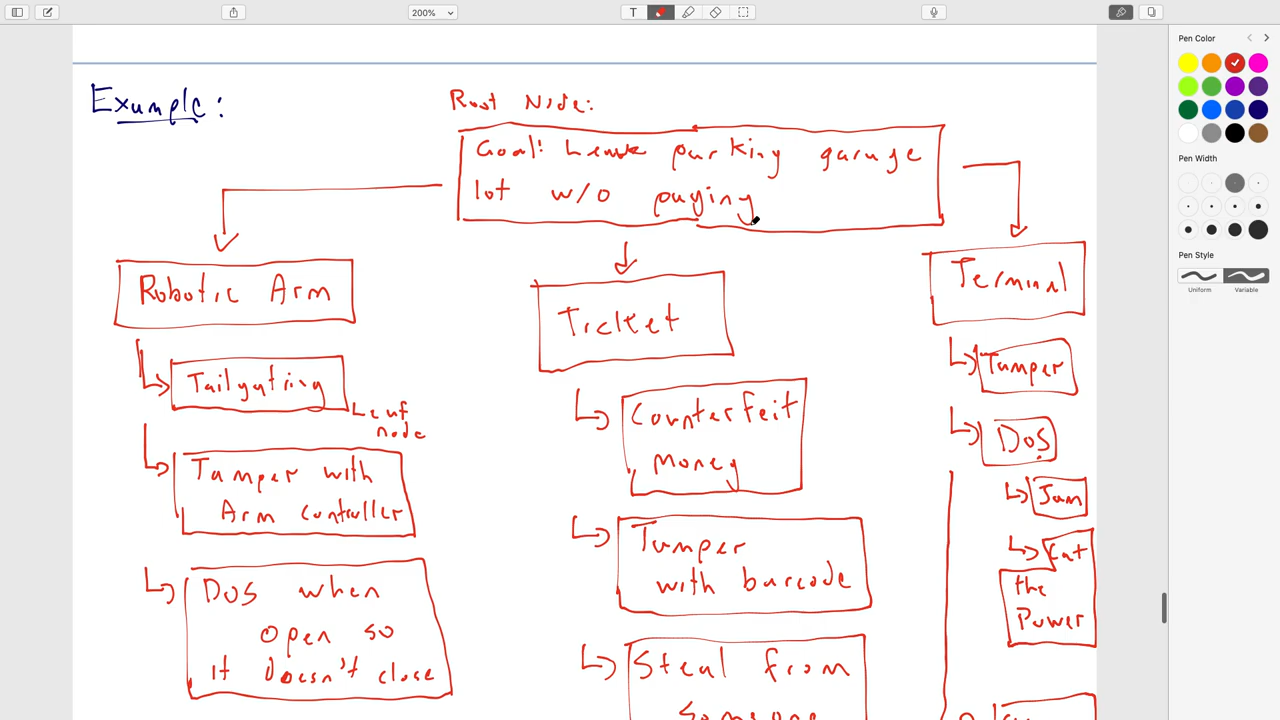 200%
T
Pen Color
Example:
Root Node:
Goal: Leave parking garage
lot w/o paying
Pen Width
Pen Style
Uniform
Variable
Robotic Arm
Tailgating
Leaf
node
Tamper with
Arm controller
DoS when
open so
it doesn't close
Ticket
Counterfeit
money
Tamper
with barcode
Steal from
someone
Terminal
Tamper
DoS
Jam
Cut
the
Power